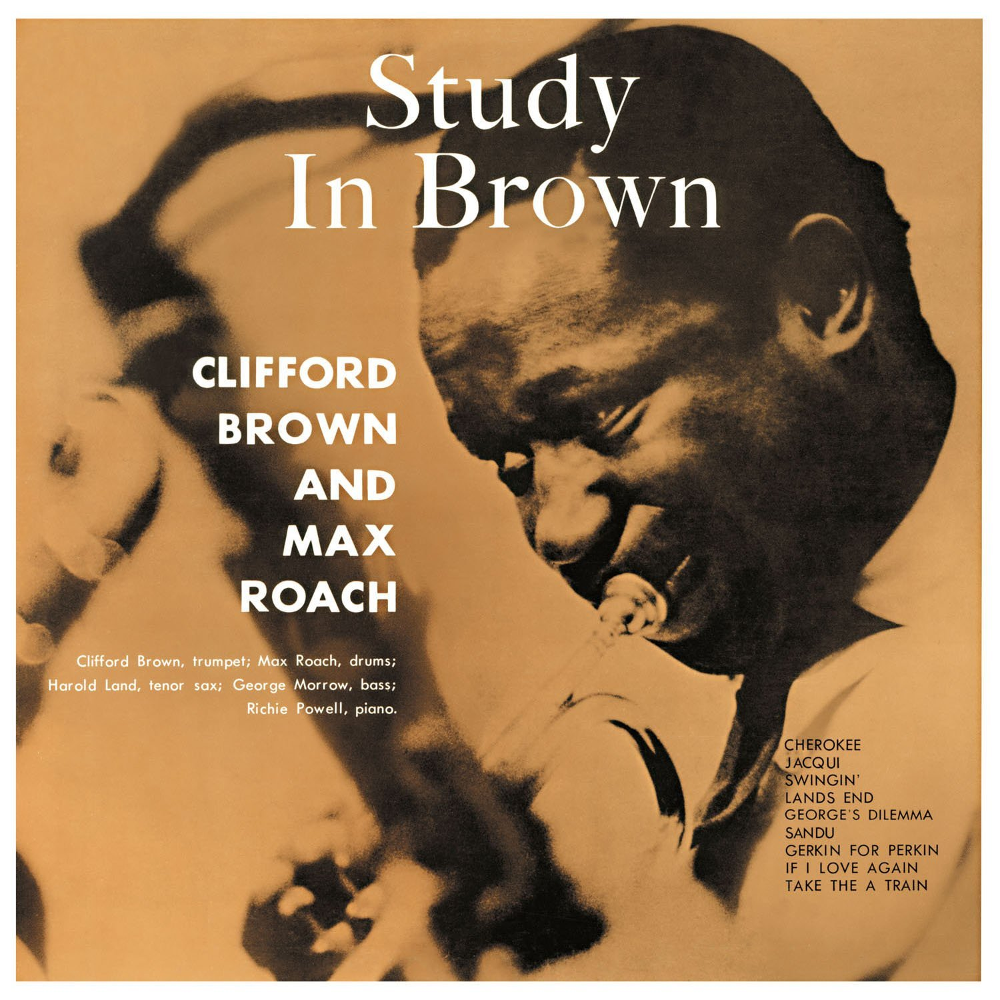 Study
In Brown
CLIFFORD
BROWN
AND
MAX
ROACH
Clifford Brown, trumpet; Max Roach, drums;
Harold Land, tenor sax; George Morrow, bass;
Richie Powell, piano.
CHEROKEE
JACQUI
SWINGIN'
LANDS END
GEORGE'S DILEMMA
SANDU
GERKIN FOR PERKIN
IF I LOVE AGAIN
TAKE THE A TRAIN